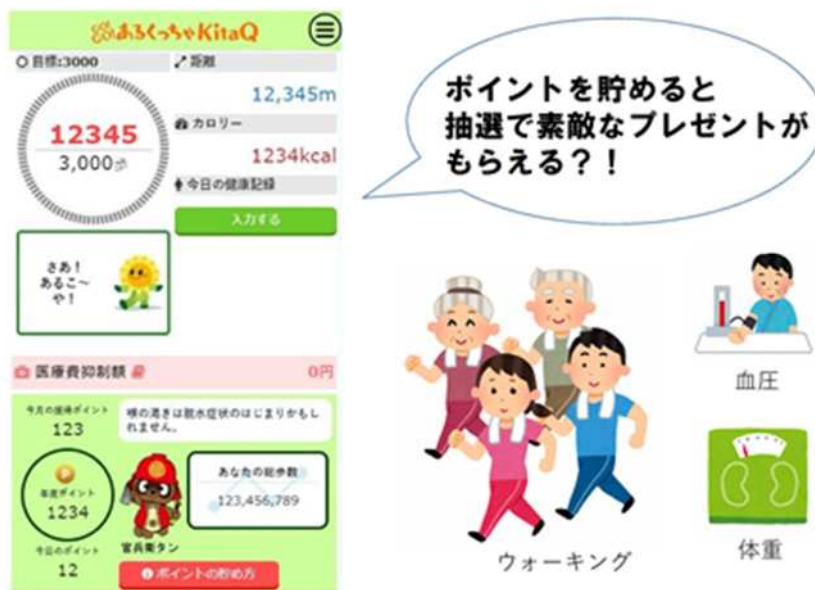 あるくっちゃKitaQ
目標:3000
距離
12,345m
12345
3,000歩
カロリー
1234kcal
今日の健康記録
入力する
さあ！
あるこ〜
や！
医療費抑制額
0円
今月の獲得ポイント
123
喉の渇きは脱水症状のはじまりかもし
れません。
年度ポイント
1234
あなたの総歩数
123,456,789
官兵衛タン
今日のポイント
12
ポイントの貯め方
ポイントを貯めると
抽選で素敵なプレゼントが
もらえる？！
ウォーキング
血圧
体重